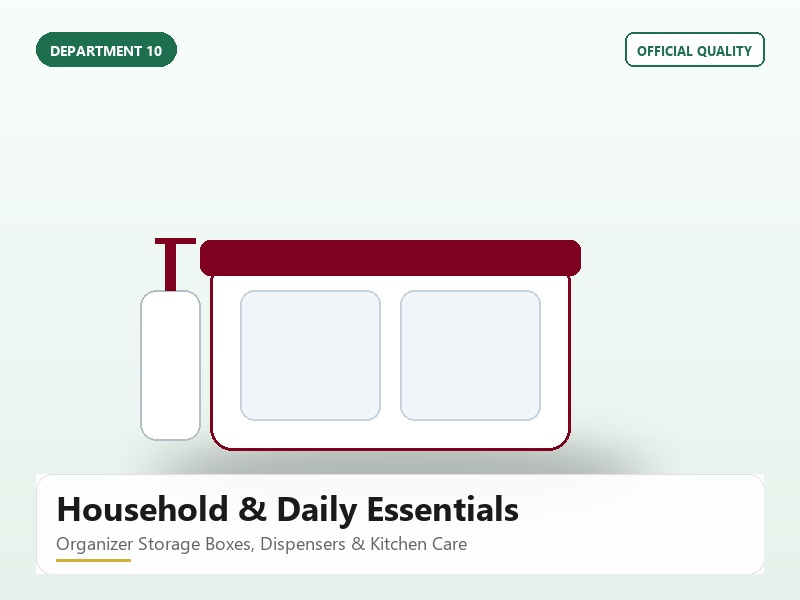 DEPARTMENT 10
OFFICIAL QUALITY
Household & Daily Essentials
Organizer Storage Boxes, Dispensers & Kitchen Care